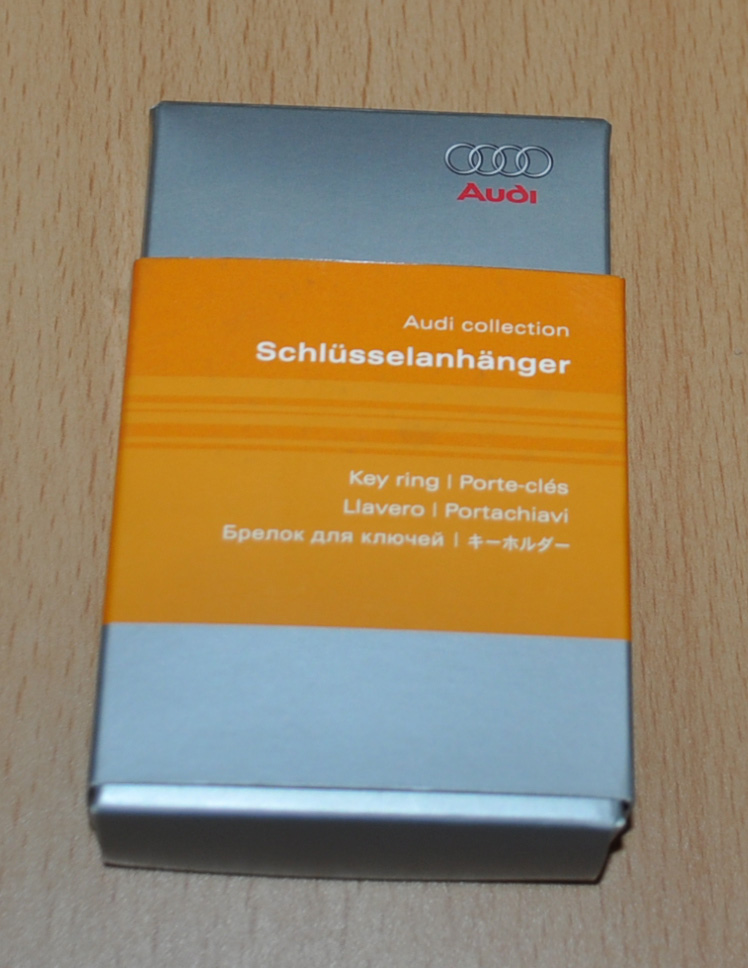 Audi
Audi collection
Schlüsselanhänger
Key ring | Porte-clés
Llavero | Portachiavi
Брелок для ключей | キーホルダー